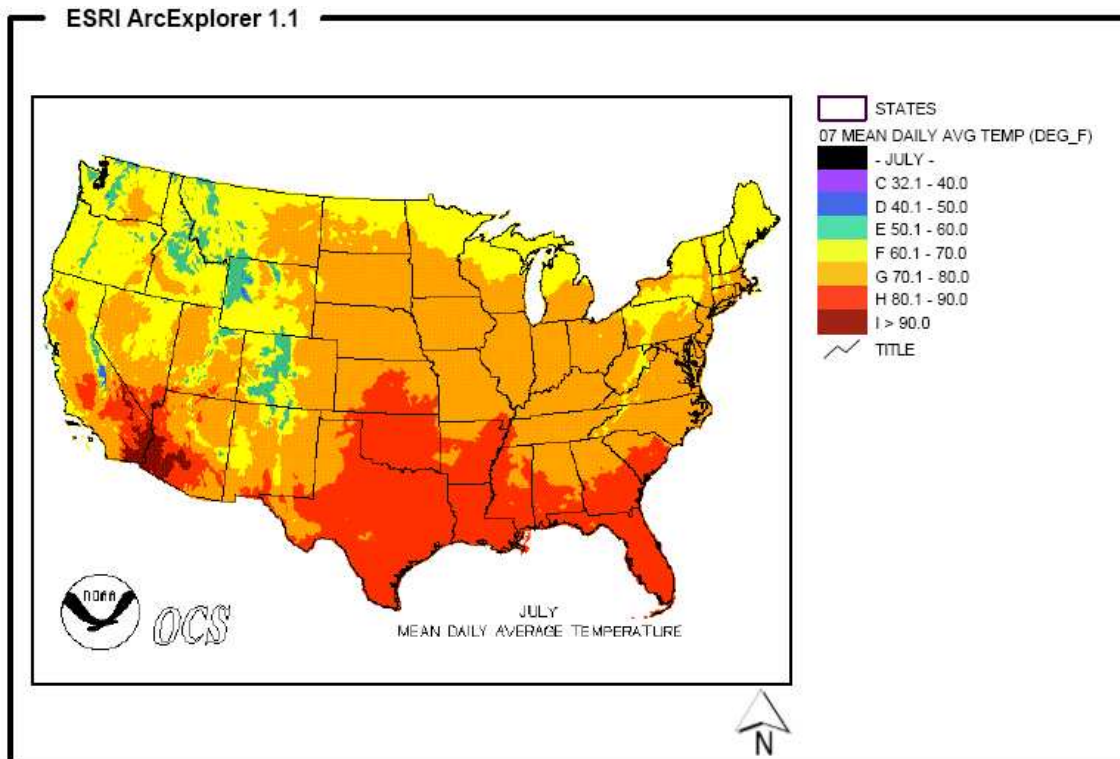 ESRI ArcExplorer 1.1
STATES
07 MEAN DAILY AVG TEMP (DEG_F)
- JULY -
C 32.1 - 40.0
D 40.1 - 50.0
E 50.1 - 60.0
F 60.1 - 70.0
G 70.1 - 80.0
H 80.1 - 90.0
I > 90.0
TITLE
NOAA
OCS
JULY
MEAN DAILY AVERAGE TEMPERATURE
N